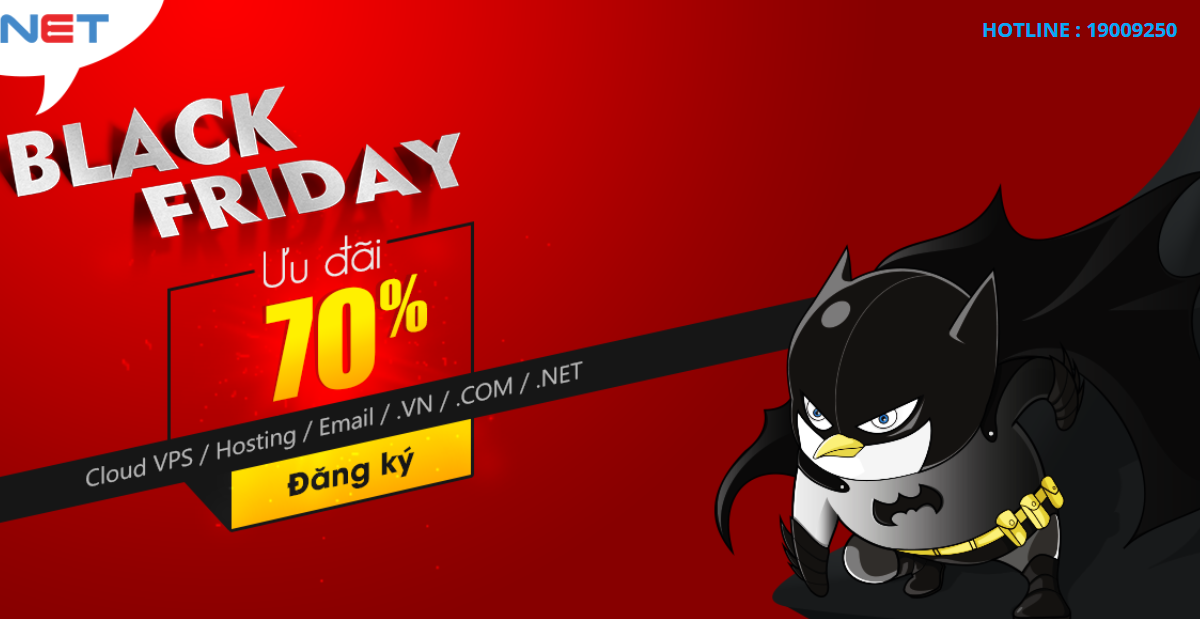 NET
HOTLINE : 19009250
BLACK
FRIDAY
Ưu đãi
70%
Cloud VPS / Hosting / Email / .VN / .COM / .NET
Đăng ký